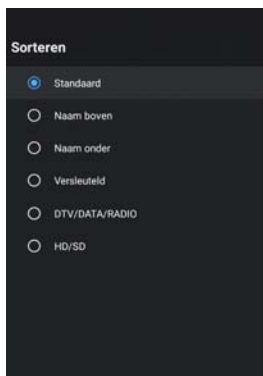 Sorteren
Standaard
Naam boven
Naam onder
Versleuteld
DTV/DATA/RADIO
HD/SD